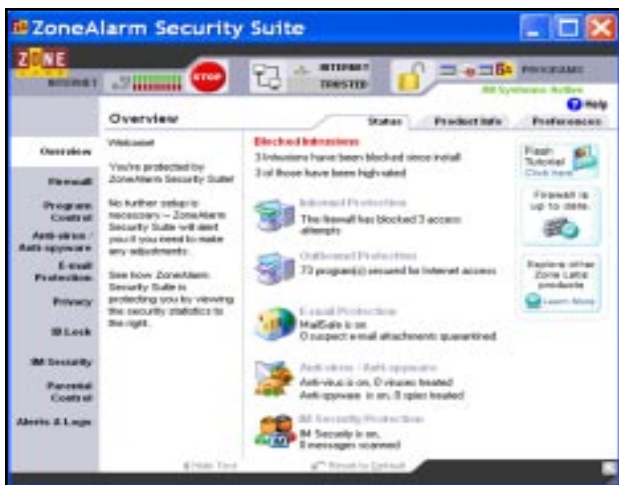 ZoneAlarm Security Suite
ZONE
LABS
INTERNET
STOP
INTERNET
TRUSTED
PROGRAMS
All Systems Active
Help
Overview
Status
Product Info
Preferences
Overview
Firewall
Program
Control
Anti-virus /
Anti-spyware
E-mail
Protection
Privacy
ID Lock
IM Security
Parental
Control
Alerts & Logs
Welcome!
You're protected by
ZoneAlarm Security Suite!
No further setup is
necessary -- ZoneAlarm
Security Suite will alert
you if you need to make
any adjustments.
See how ZoneAlarm
Security Suite is
protecting you by viewing
the security statistics to
the right.
Blocked Intrusions
3 Intrusions have been blocked since install
3 of those have been high-rated
Inbound Protection
The firewall has blocked 3 access
attempts
Outbound Protection
73 program(s) secured for Internet access
E-mail Protection
MailSafe is on
0 suspect e-mail attachments quarantined
Anti-virus / Anti-spyware
Anti-virus is on, 0 viruses treated
Anti-spyware is on, 0 spies treated
IM Security Protection
IM Security is on,
0 messages scanned
Flash
Tutorial
Click here
Firewall is
up to date.
Explore other
Zone Labs
products
Learn More
Hide Text
Reset to Default